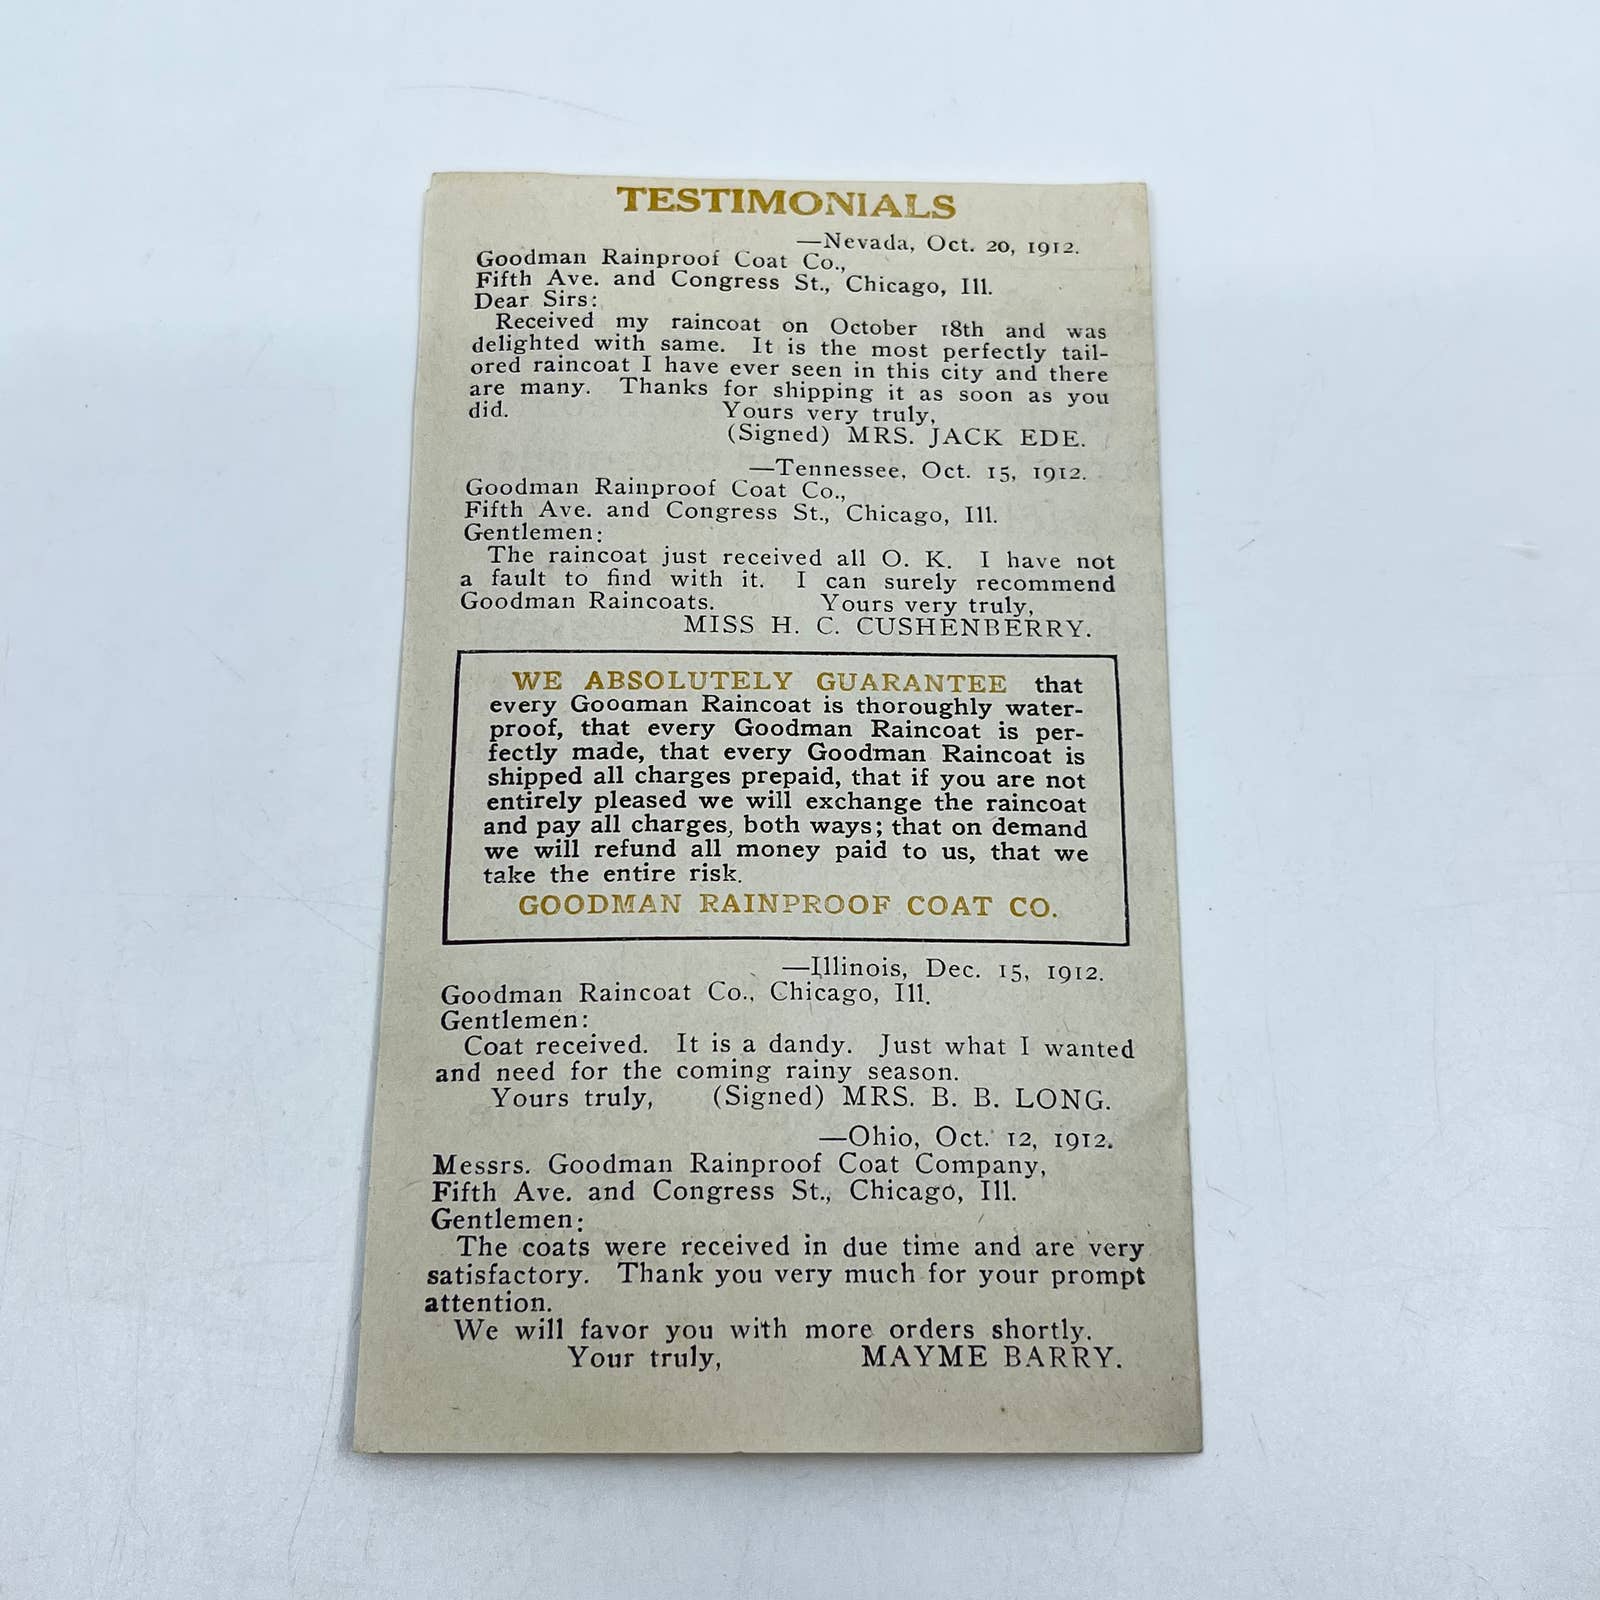 TESTIMONIALS
—Nevada, Oct. 20, 1912.
Goodman Rainproof Coat Co.,
Fifth Ave. and Congress St., Chicago, Ill.
Dear Sirs:
Received my raincoat on October 18th and was
delighted with same. It is the most perfectly tail-
ored raincoat I have ever seen in this city and there
are many. Thanks for shipping it as soon as you
did. Yours very truly,
(Signed) MRS. JACK EDE.
—Tennessee, Oct. 15, 1912.
Goodman Rainproof Coat Co.,
Fifth Ave. and Congress St., Chicago, Ill.
Gentlemen:
The raincoat just received all O. K. I have not
a fault to find with it. I can surely recommend
Goodman Raincoats. Yours very truly,
MISS H. C. CUSHENBERRY.
WE ABSOLUTELY GUARANTEE that
every Goodman Raincoat is thoroughly water-
proof, that every Goodman Raincoat is per-
fectly made, that every Goodman Raincoat is
shipped all charges prepaid, that if you are not
entirely pleased we will exchange the raincoat
and pay all charges, both ways; that on demand
we will refund all money paid to us, that we
take the entire risk.
GOODMAN RAINPROOF COAT CO.
—Illinois, Dec. 15, 1912.
Goodman Raincoat Co., Chicago, Ill.
Gentlemen:
Coat received. It is a dandy. Just what I wanted
and need for the coming rainy season.
Yours truly, (Signed) MRS. B. B. LONG.
—Ohio, Oct. 12, 1912.
Messrs. Goodman Rainproof Coat Company,
Fifth Ave. and Congress St., Chicago, Ill.
Gentlemen:
The coats were received in due time and are very
satisfactory. Thank you very much for your prompt
attention.
We will favor you with more orders shortly.
Your truly, MAYME BARRY.